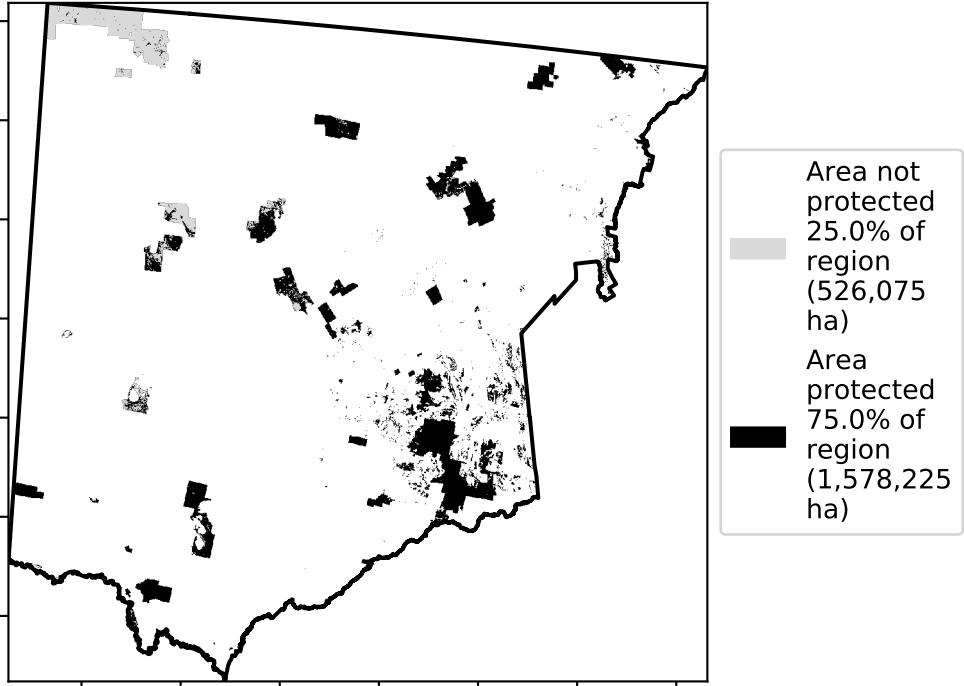 Area not
protected
25.0% of
region
(526,075
ha)
Area
protected
75.0% of
region
(1,578,225
ha)